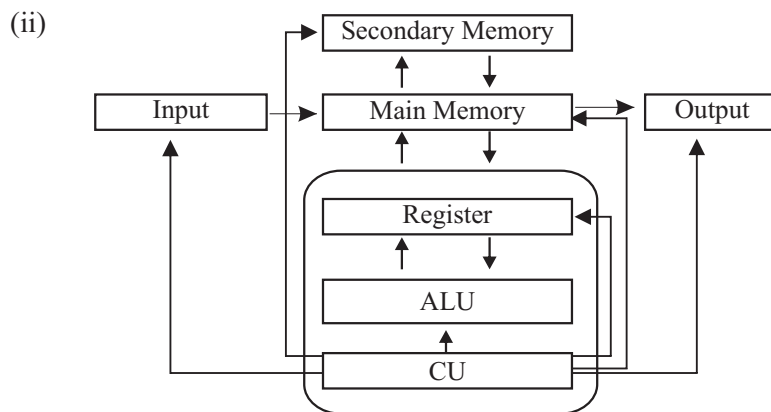 (ii)
Secondary Memory
Input
Main Memory
Output
Register
ALU
CU